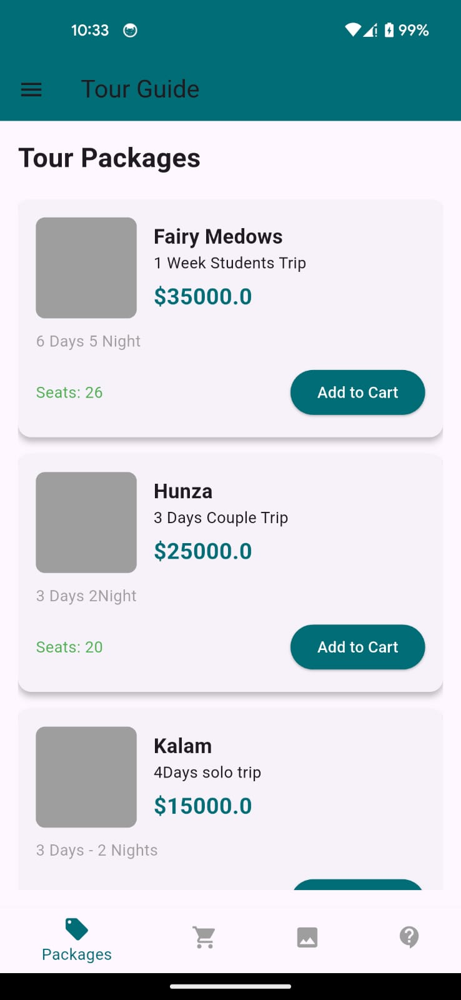 10:33
99%
Tour Guide
Tour Packages
Fairy Medows
1 Week Students Trip
$35000.0
6 Days 5 Night
Seats: 26
Add to Cart
Hunza
3 Days Couple Trip
$25000.0
3 Days 2Night
Seats: 20
Add to Cart
Kalam
4Days solo trip
$15000.0
3 Days - 2 Nights
Packages